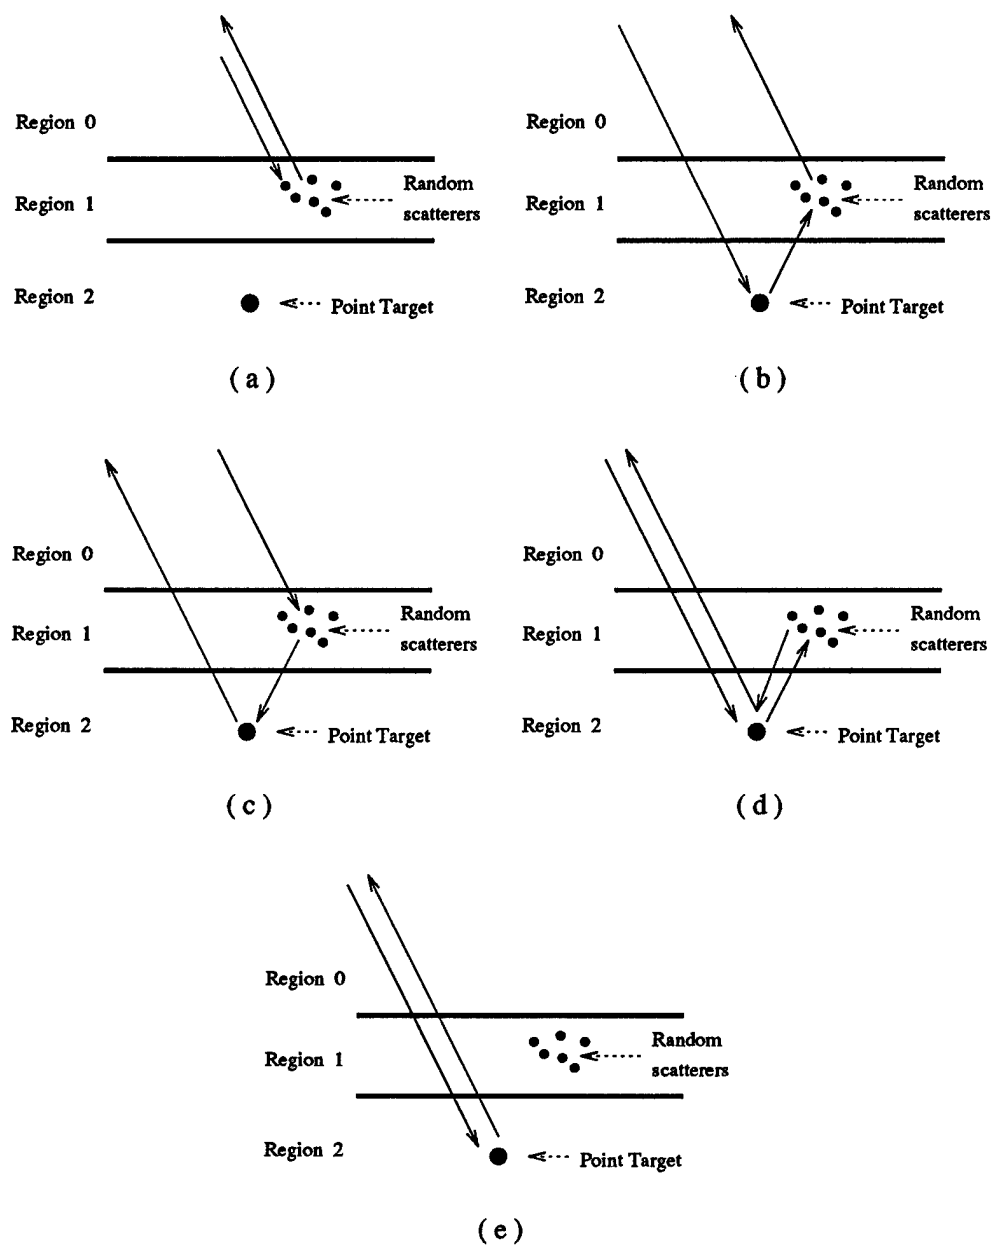 Region 0
Region 1
Random
scatterers
Region 2
Point Target
( a )
Region 0
Region 1
Random
scatterers
Region 2
Point Target
( b )
Region 0
Region 1
Random
scatterers
Region 2
Point Target
( c )
Region 0
Region 1
Random
scatterers
Region 2
Point Target
( d )
Region 0
Region 1
Random
scatterers
Region 2
Point Target
( e )